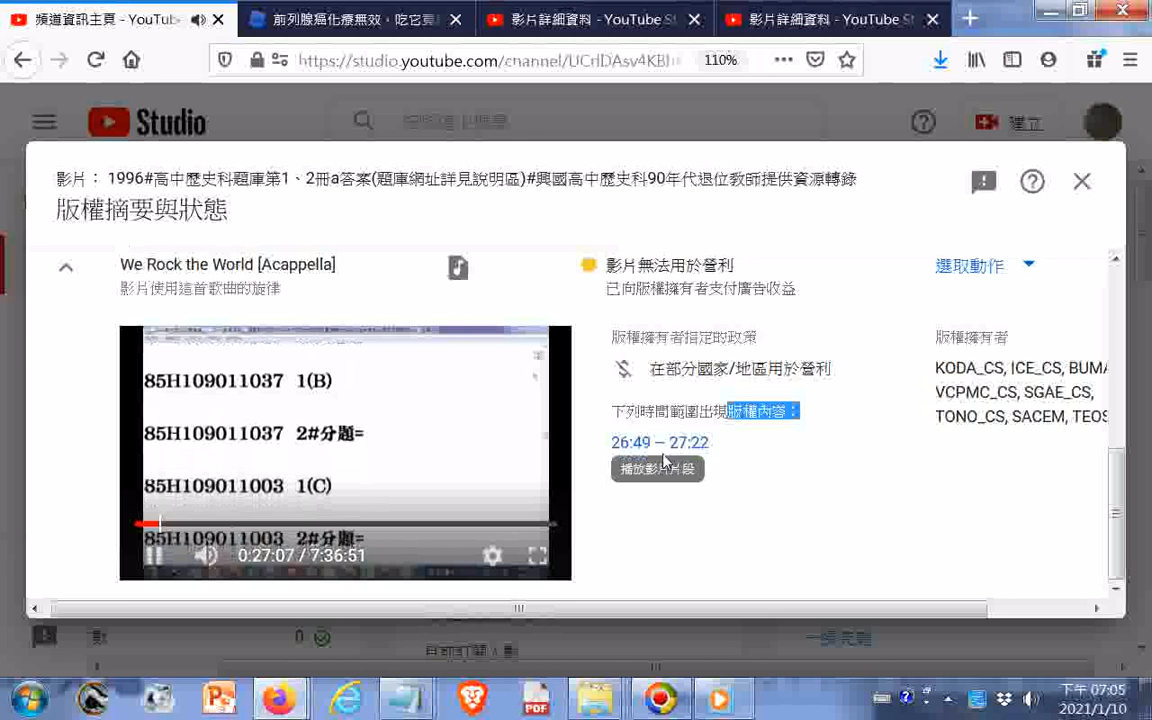 頻道資訊主頁 - YouTub
前列腺癌化療無效，吃它竟
影片詳細資料 - YouTube St
影片詳細資料 - YouTube St
https://studio.youtube.com/channel/UCrIDAsv4KBI
110%
Studio
建立
影片： 1996#高中歷史科題庫第1、2冊a答案(題庫網址詳見說明區)#興國高中歷史科90年代退位教師提供資源轉錄
版權摘要與狀態
We Rock the World [Acappella]
影片無法用於營利
選取動作
影片使用這首歌曲的旋律
已向版權擁有者支付廣告收益
版權擁有者指定的政策
版權擁有者
在部分國家/地區用於營利
KODA_CS, ICE_CS, BUMA
VCPMC_CS, SGAE_CS,
TONO_CS, SACEM, TEOS
下列時間範圍出現版權內容：
26:49 – 27:22
播放影片片段
85H109011037 1(B)
85H109011037 2#分題=
85H109011003 1(C)
85H109011003 2#分題=
0:27:07 / 7:36:51
0
下午 07:05
2021/1/10